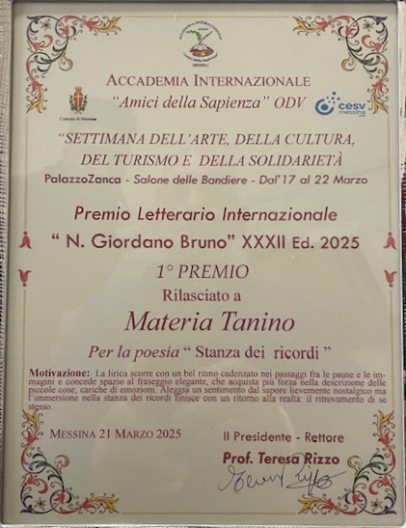 ACCADEMIA INTERNAZIONALE
"Amici della Sapienza" ODV
Comune di Messina
cesv
messina
"SETTIMANA DELL'ARTE, DELLA CULTURA,
DEL TURISMO E DELLA SOLIDARIETÀ
PalazzoZanca - Salone delle Bandiere - Dal'17 al 22 Marzo
Premio Letterario Internazionale
" N. Giordano Bruno" XXXII Ed. 2025
1° PREMIO
Rilasciato a
Materia Tanino
Per la poesia " Stanza dei ricordi "
Motivazione: La lirica scorre con un bel ritmo cadenzato nei passaggi fra le pause e le im-
magini e concede spazio al fraseggio elegante, che acquista più forza nella descrizione delle
piccole cose, cariche di emozioni. Aleggia un sentimento dal sapore lievemente nostalgico ma
l'immersione nella stanza dei ricordi finisce con un ritorno alla realtà: il ritrovamento di se
stesso.
MESSINA 21 MARZO 2025
Il Presidente - Rettore
Prof. Teresa Rizzo